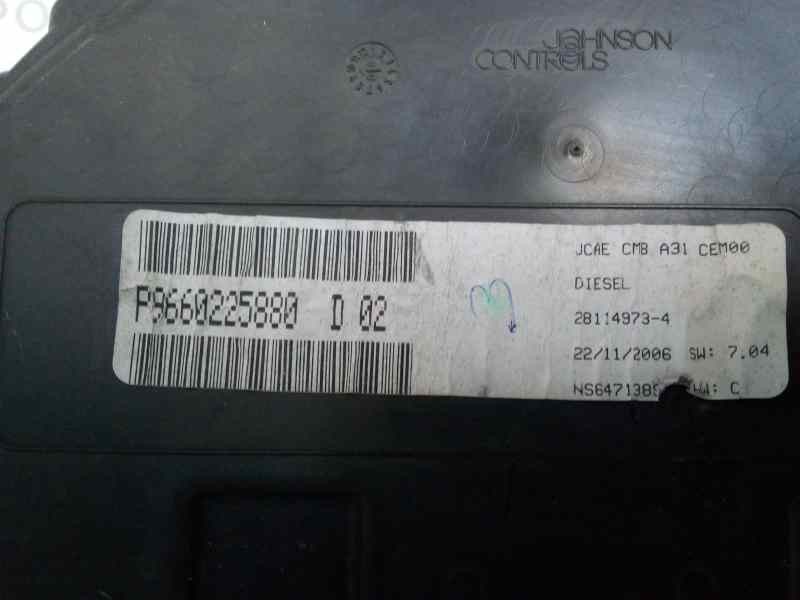 JOHNSON
CONTROLS
JCAE CMB A31 CEM00
DIESEL
P9660225880 D 02
28114973-4
22/11/2006 SW: 7.04
C